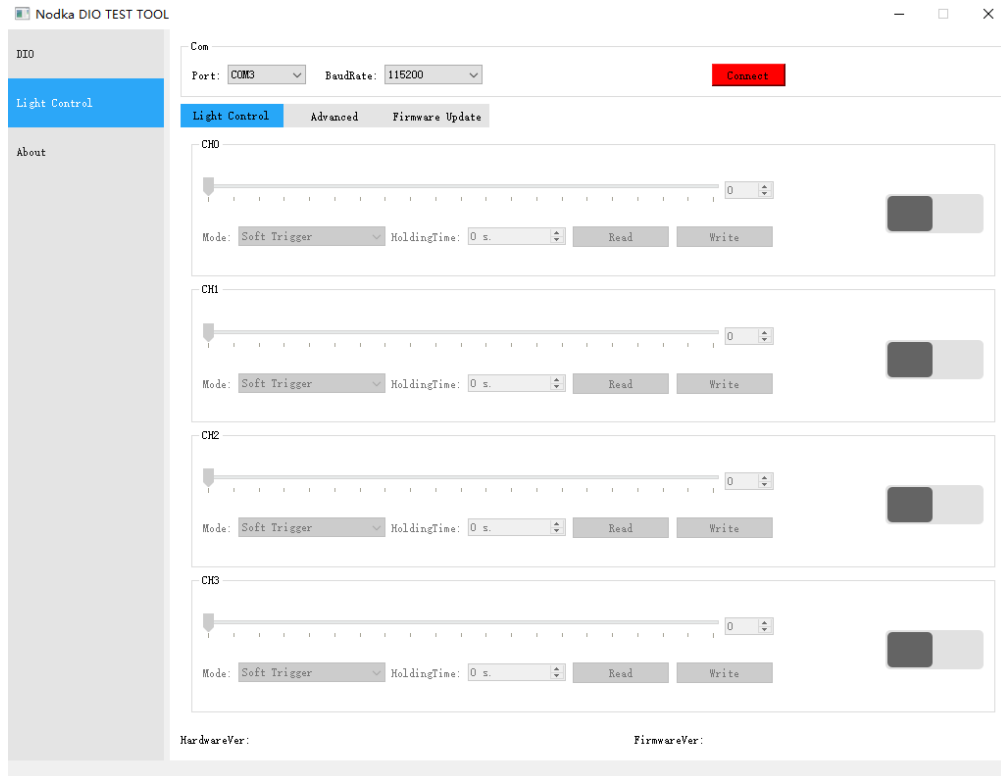 Nodka DIO TEST TOOL
DIO
Light Control
About
Com
Port: COM3 BaudRate: 115200 Connect
Light Control Advanced Firmware Update
CH0
0
Mode: Soft Trigger HoldingTime: 0 s. Read Write
CH1
0
Mode: Soft Trigger HoldingTime: 0 s. Read Write
CH2
0
Mode: Soft Trigger HoldingTime: 0 s. Read Write
CH3
0
Mode: Soft Trigger HoldingTime: 0 s. Read Write
HardwareVer: FirmwareVer: